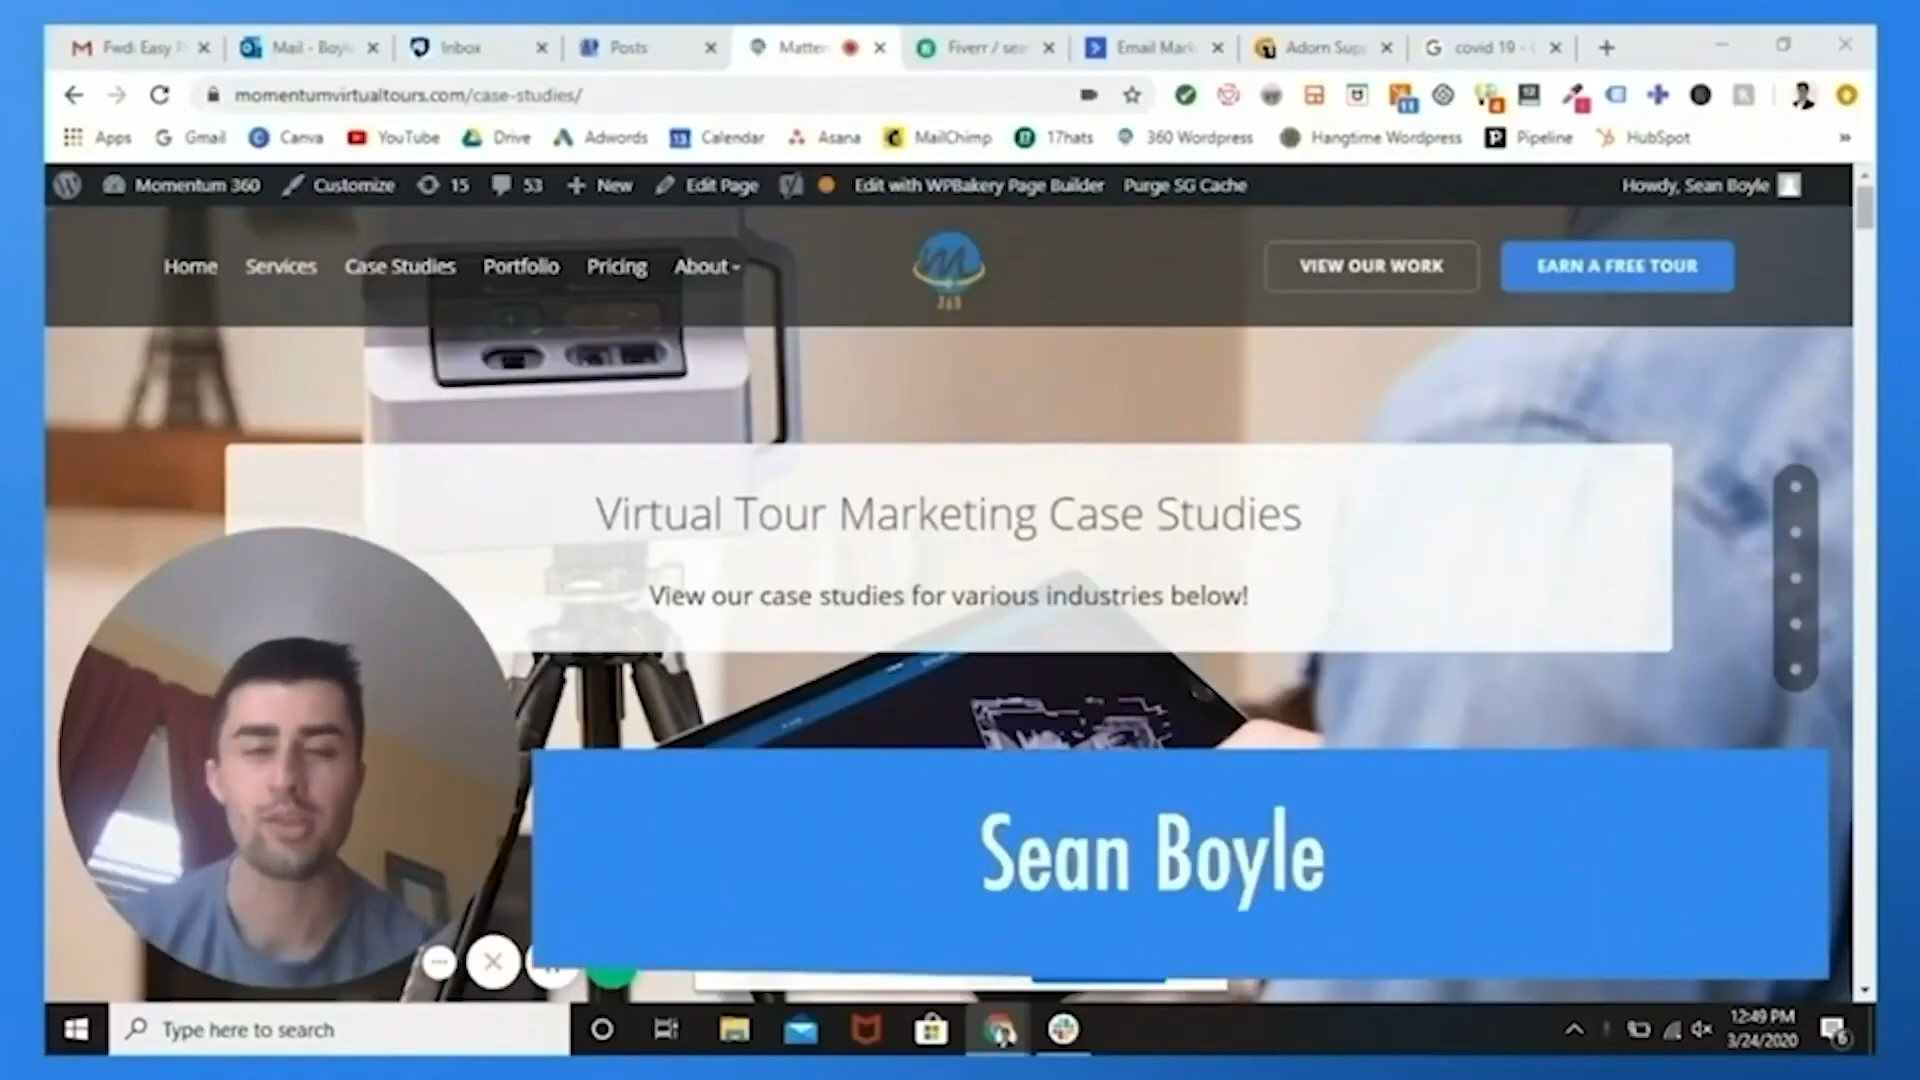 Fwd: Easy
Mail - Boyl
Inbox
Posts
Matter
Fiverr / sea
Email Mark
Adorn Sup
covid 19 -
momentumvirtualtours.com/case-studies/
Apps
Gmail
Canva
YouTube
Drive
Adwords
Calendar
Asana
MailChimp
17hats
360 Wordpress
Hangtime Wordpress
Pipeline
HubSpot
Momentum 360
Customize
15
53
New
Edit Page
Edit with WPBakery Page Builder
Purge SG Cache
Howdy, Sean Boyle
Home
Services
Case Studies
Portfolio
Pricing
About
360
VIEW OUR WORK
EARN A FREE TOUR
Virtual Tour Marketing Case Studies
View our case studies for various industries below!
Sean Boyle
Type here to search
12:49 PM
3/24/2020
6